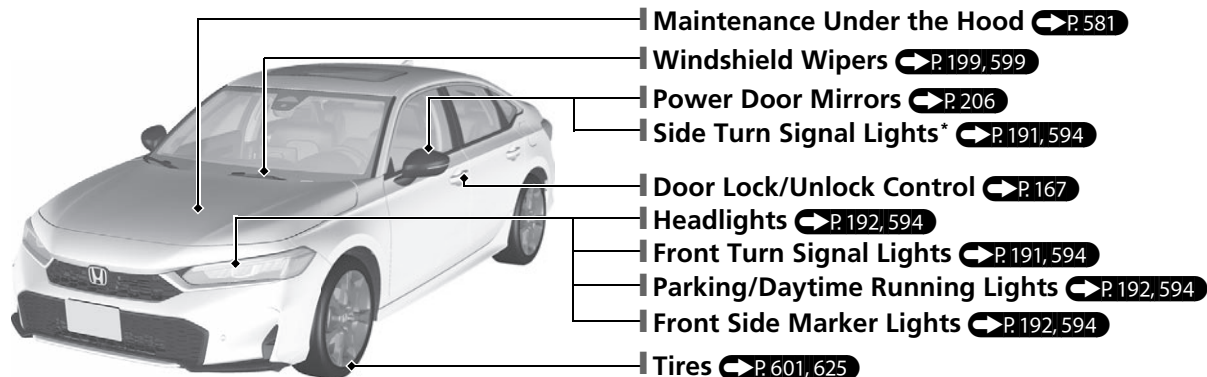 Maintenance Under the Hood P. 581
Windshield Wipers P. 199, 599
Power Door Mirrors P. 206
Side Turn Signal Lights* P. 191, 594
Door Lock/Unlock Control P. 167
Headlights P. 192, 594
Front Turn Signal Lights P. 191, 594
Parking/Daytime Running Lights P. 192, 594
Front Side Marker Lights P. 192, 594
Tires P. 601, 625